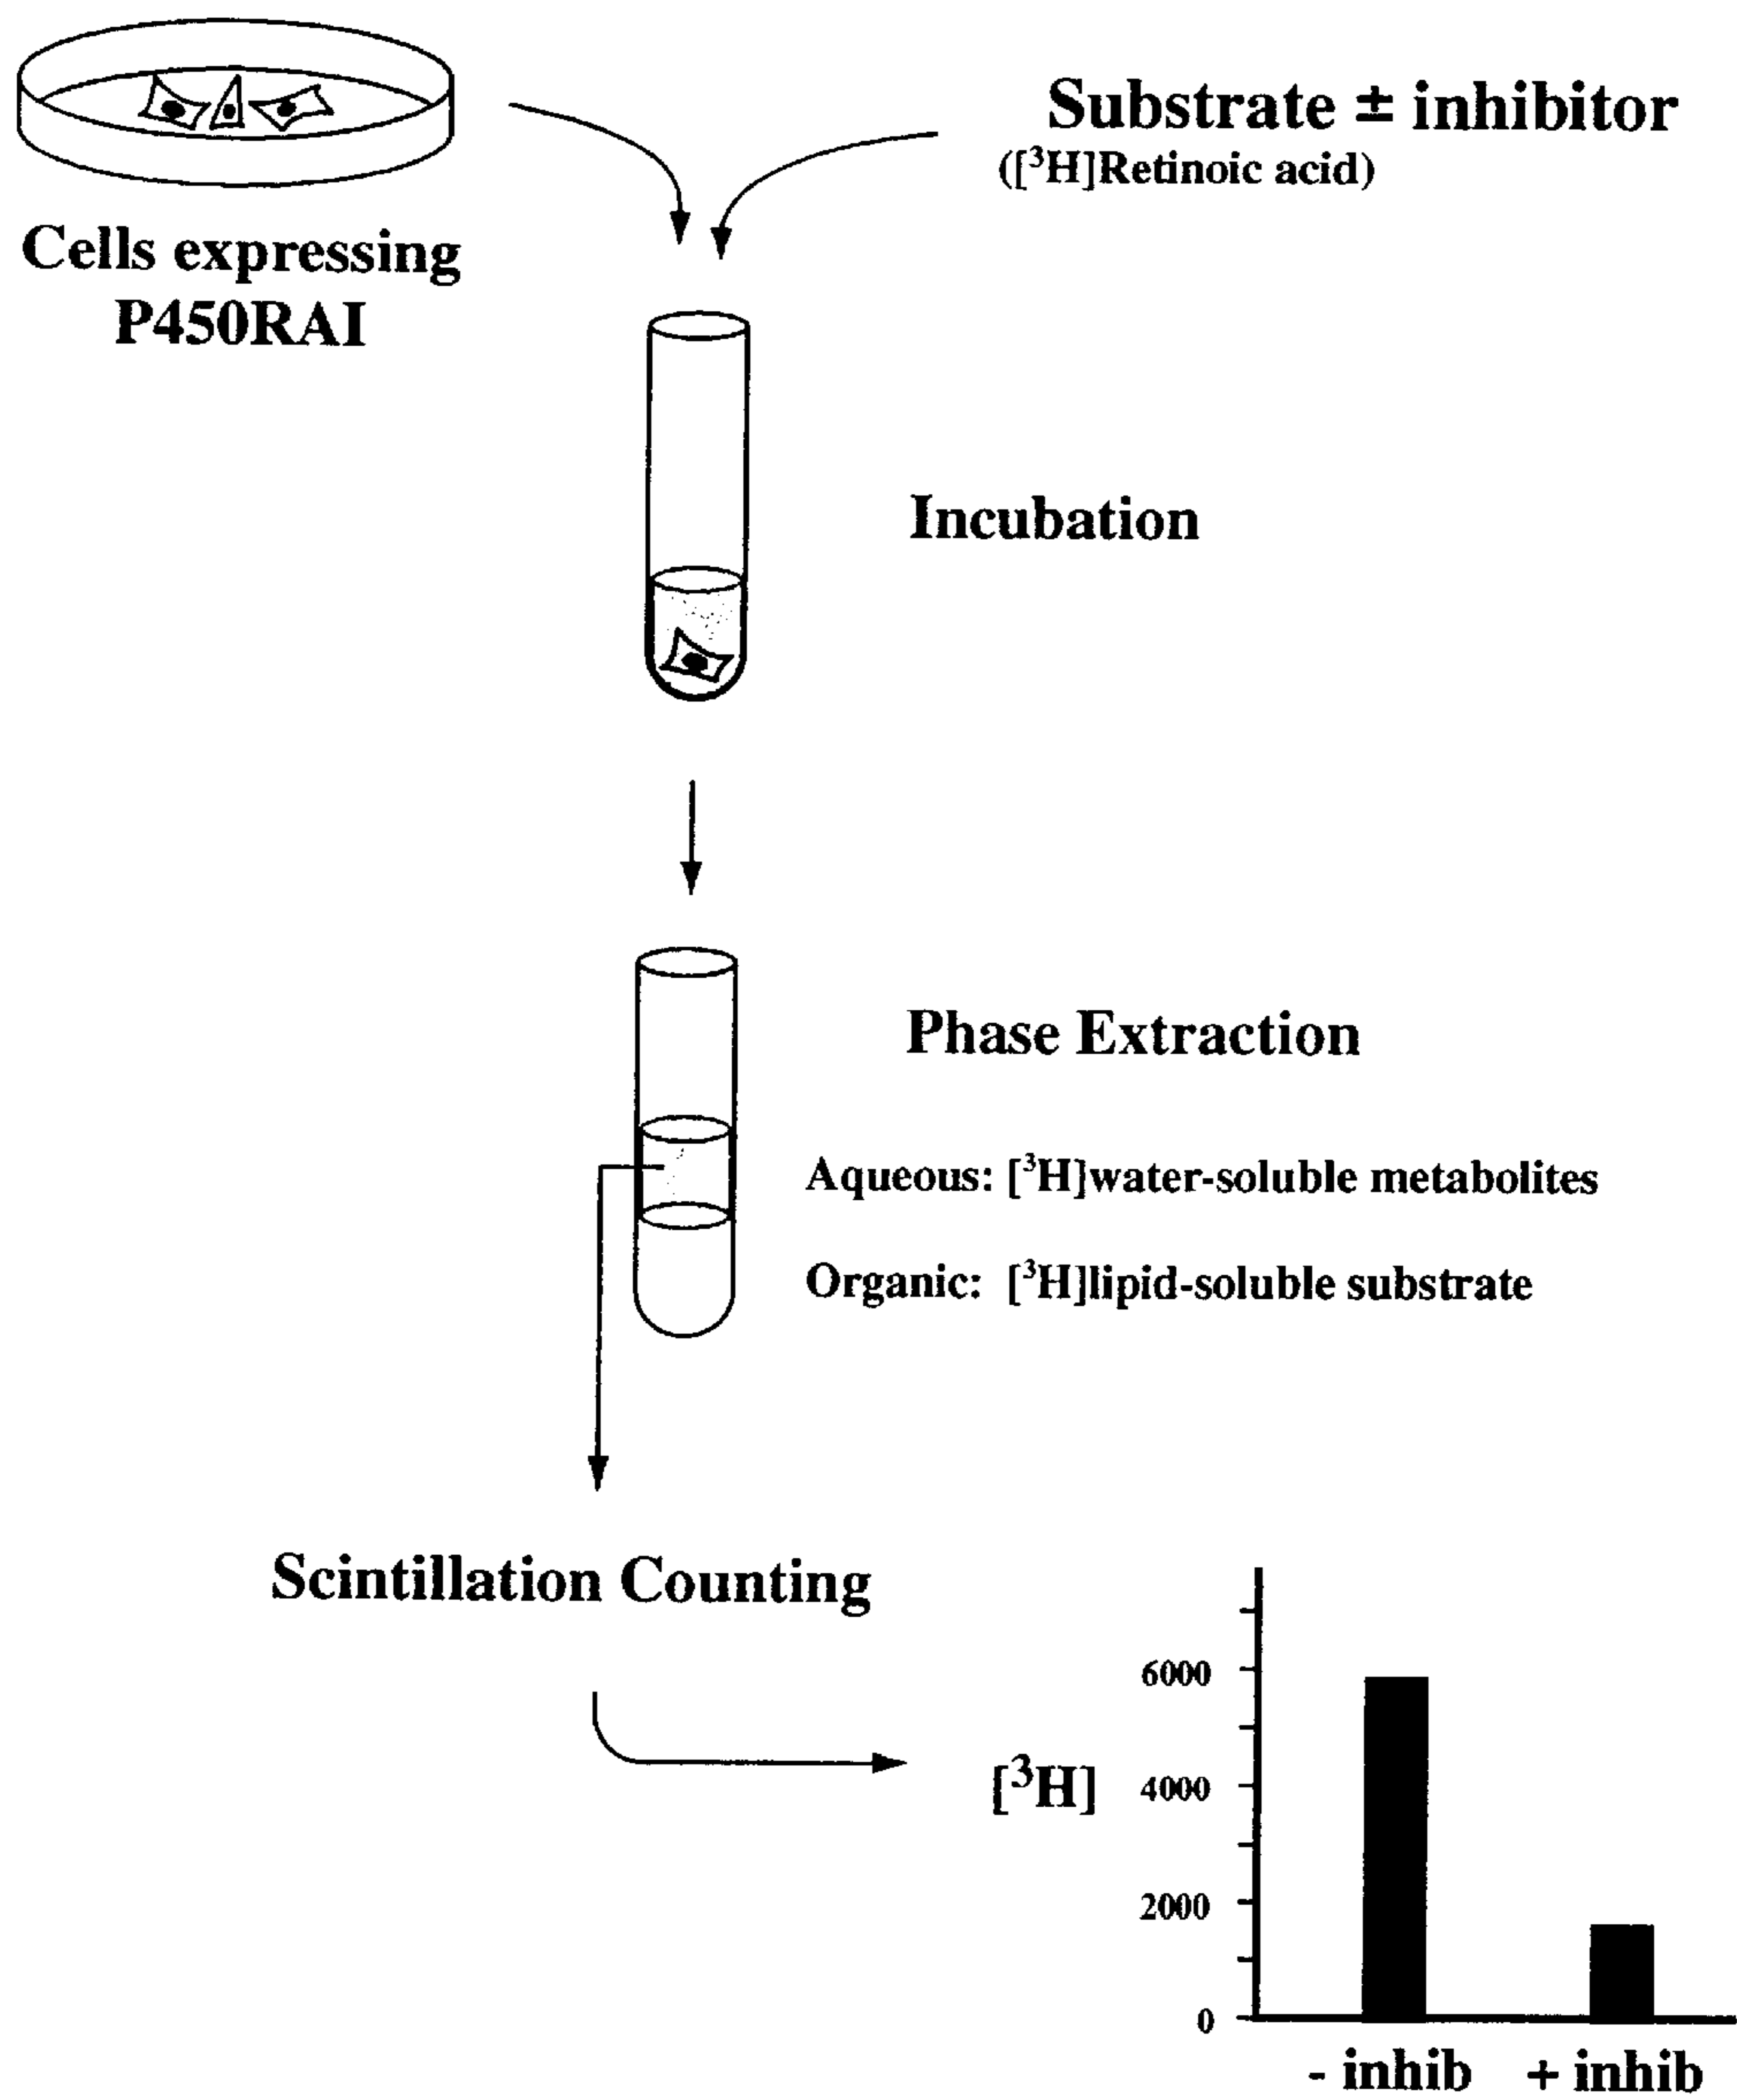 Substrate ± inhibitor
([³H]Retinoic acid)
Cells expressing
P450RAI
Incubation
Phase Extraction
Aqueous: [³H]water-soluble metabolites
Organic: [³H]lipid-soluble substrate
Scintillation Counting
[³H]
6000
4000
2000
0
- inhib + inhib